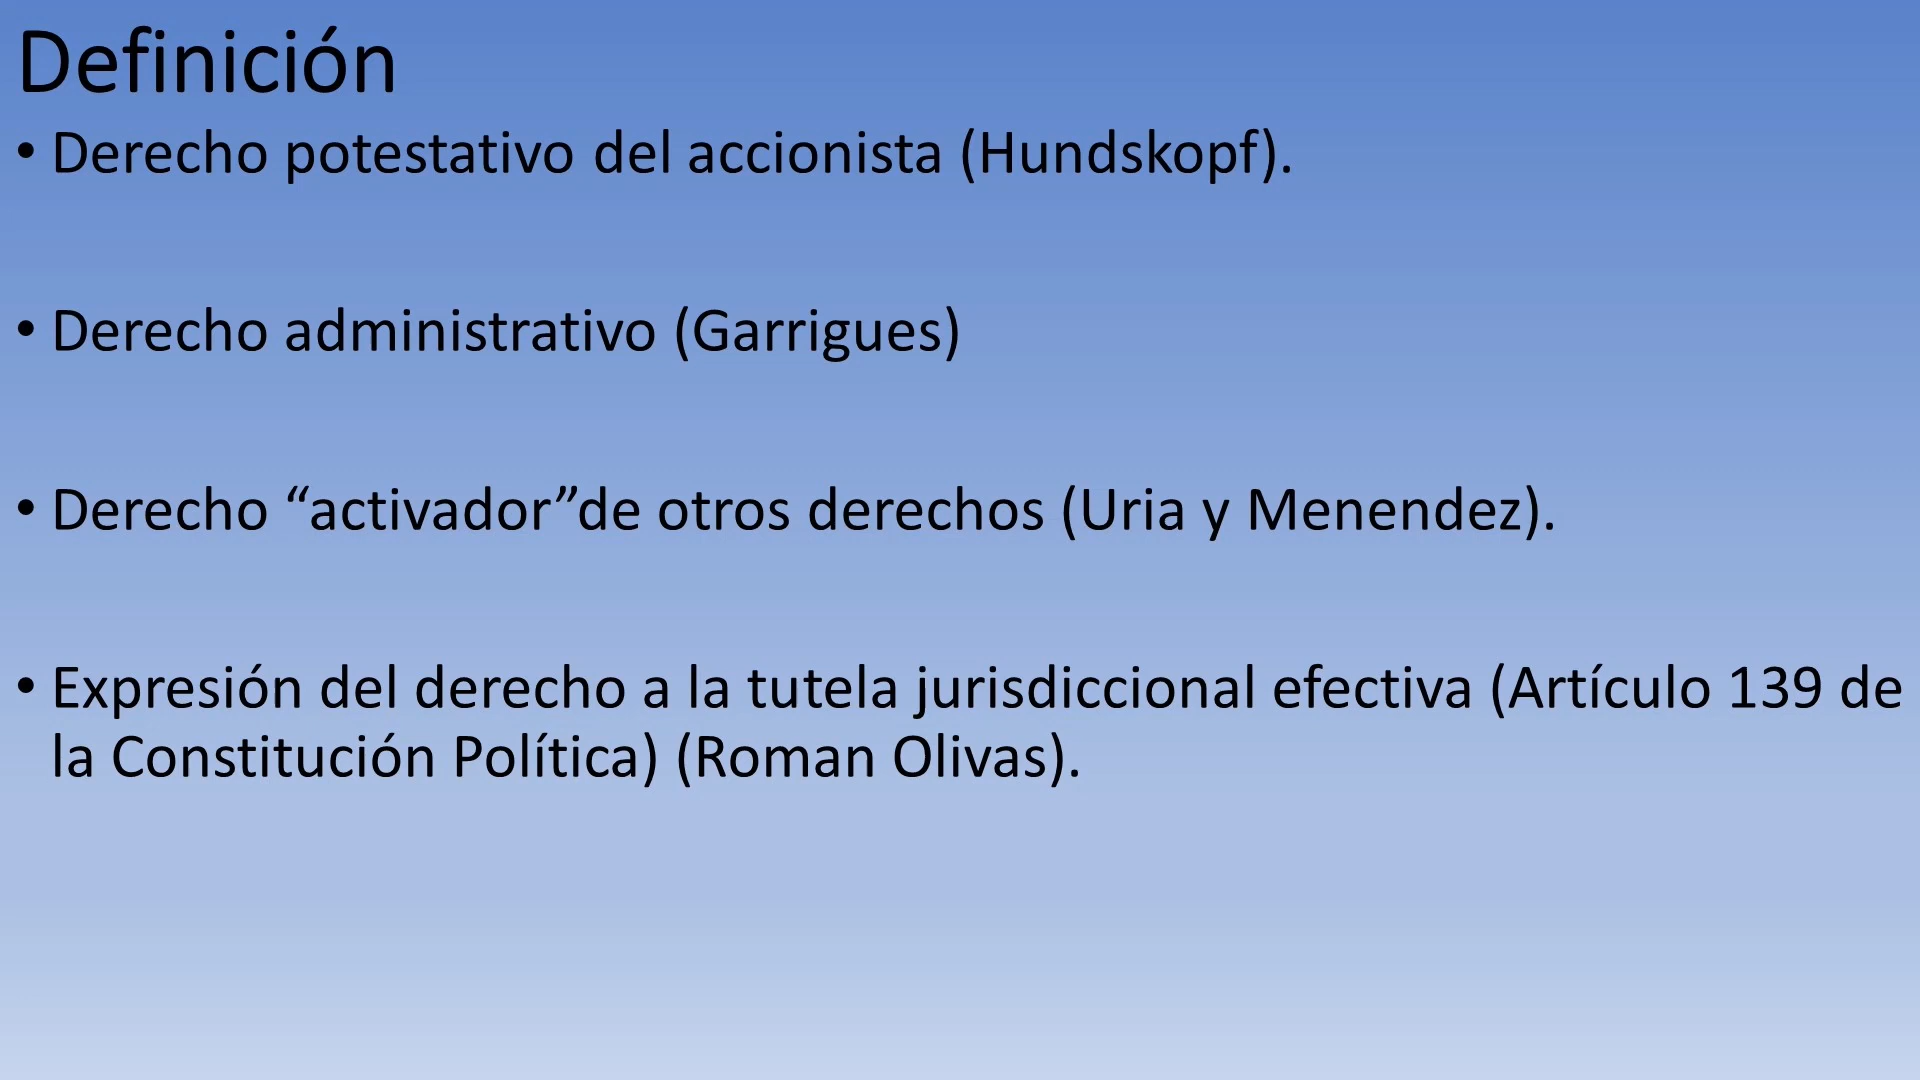 Definición
• Derecho potestativo del accionista (Hundskopf).
• Derecho administrativo (Garrigues)
• Derecho “activador”de otros derechos (Uria y Menendez).
• Expresión del derecho a la tutela jurisdiccional efectiva (Artículo 139 de
la Constitución Política) (Roman Olivas).